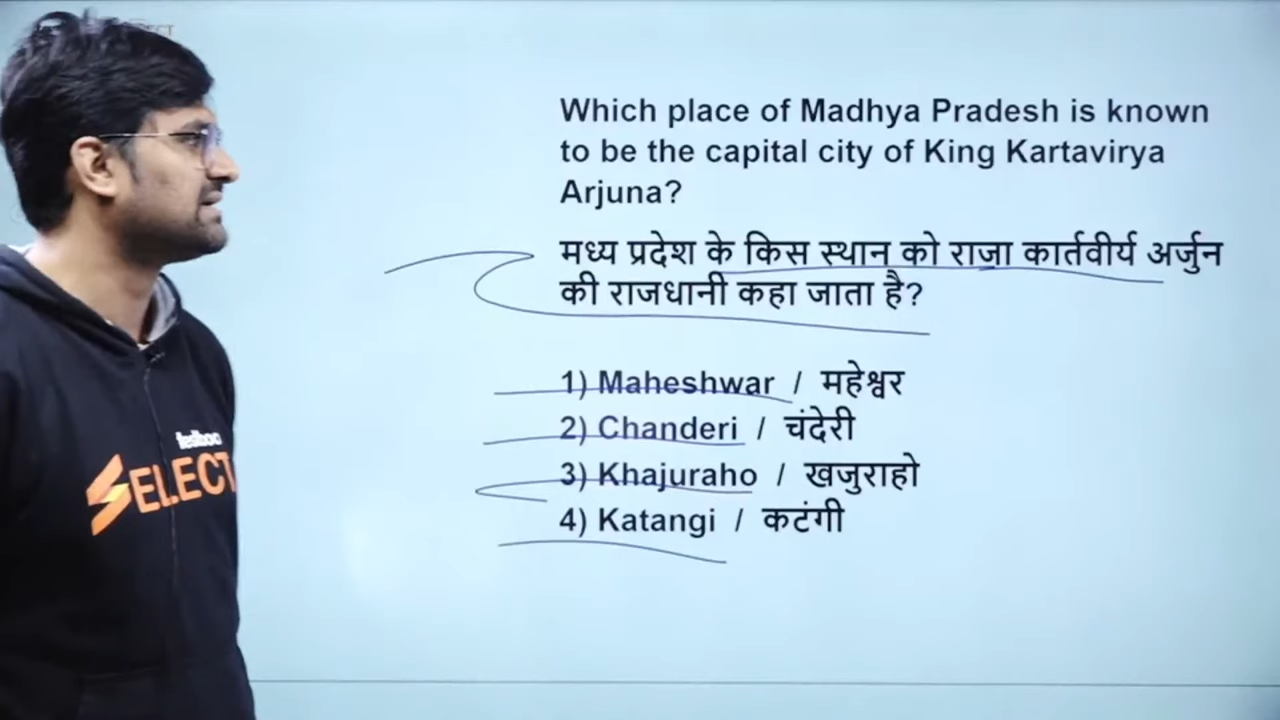 Which place of Madhya Pradesh is known
to be the capital city of King Kartavirya
Arjuna?
मध्य प्रदेश के किस स्थान को राजा कार्तवीर्य अर्जुन
की राजधानी कहा जाता है?
1) Maheshwar / महेश्वर
2) Chanderi / चंदेरी
3) Khajuraho / खजुराहो
4) Katangi / कटंगी
SELECT